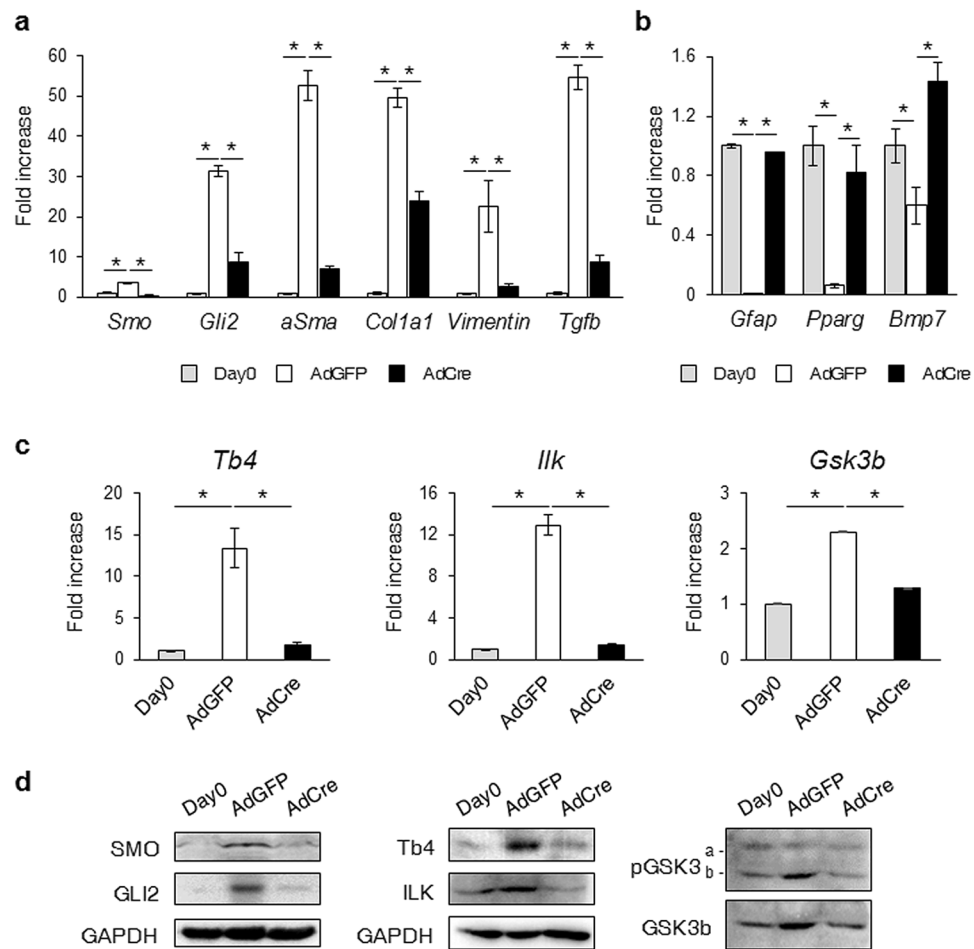 a
* * * * * * * * * * * *
Fold increase
60
50
40
30
20
10
0
Smo Gli2 aSma Col1a1 Vimentin Tgfb
Day0 AdGFP AdCre
b
* * * * * *
Fold increase
1.6
1.2
0.8
0.4
0
Gfap Pparg Bmp7
Day0 AdGFP AdCre
c
Tb4
* *
Fold increase
20
15
10
5
0
Day0 AdGFP AdCre
Ilk
* *
Fold increase
16
12
8
4
0
Day0 AdGFP AdCre
Gsk3b
* *
Fold increase
3
2
1
0
Day0 AdGFP AdCre
d
Day0 AdGFP AdCre
SMO
GLI2
GAPDH
Day0 AdGFP AdCre
Tb4
ILK
GAPDH
Day0 AdGFP AdCre
a -
pGSK3
b -
GSK3b